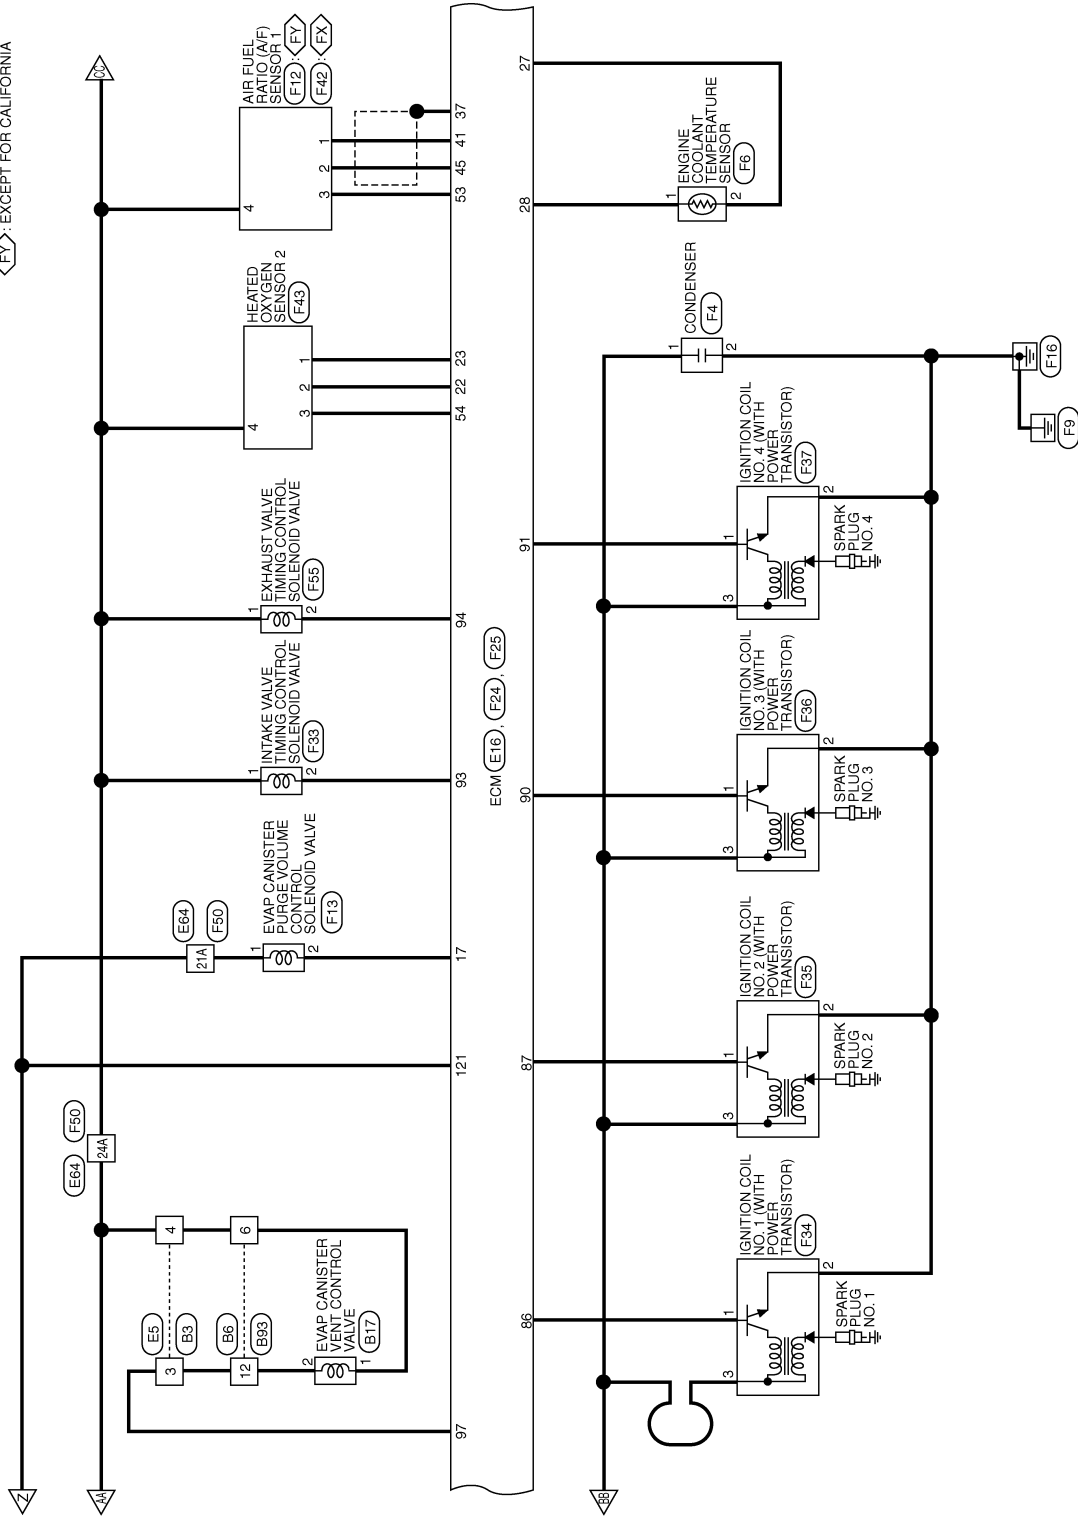 FY : EXCEPT FOR CALIFORNIA
Z
AA
CC
BB
E64
F50
24A
E64
F50
21A
4
6
3
12
E5
B3
B6
B93
EVAP CANISTER
VENT CONTROL
VALVE
B17
2
1
EVAP CANISTER
PURGE VOLUME
CONTROL
SOLENOID VALVE
F13
1
2
INTAKE VALVE
TIMING CONTROL
SOLENOID VALVE
F33
1
2
EXHAUST VALVE
TIMING CONTROL
SOLENOID VALVE
F55
1
2
HEATED
OXYGEN
SENSOR 2
F43
4
3
2
1
AIR FUEL
RATIO (A/F)
SENSOR 1
F12 : FY
F42 : FX
4
3
2
1
97
121
17
93
94
54
22
23
53
45
41
37
ECM E16 , F24 , F25
86
87
90
91
28
27
IGNITION COIL
NO. 1 (WITH
POWER
TRANSISTOR)
F34
3
1
2
SPARK
PLUG
NO. 1
IGNITION COIL
NO. 2 (WITH
POWER
TRANSISTOR)
F35
3
1
2
SPARK
PLUG
NO. 2
IGNITION COIL
NO. 3 (WITH
POWER
TRANSISTOR)
F36
3
1
2
SPARK
PLUG
NO. 3
IGNITION COIL
NO. 4 (WITH
POWER
TRANSISTOR)
F37
3
1
2
SPARK
PLUG
NO. 4
CONDENSER
F4
1
2
ENGINE
COOLANT
TEMPERATURE
SENSOR
F6
1
2
F16
F9